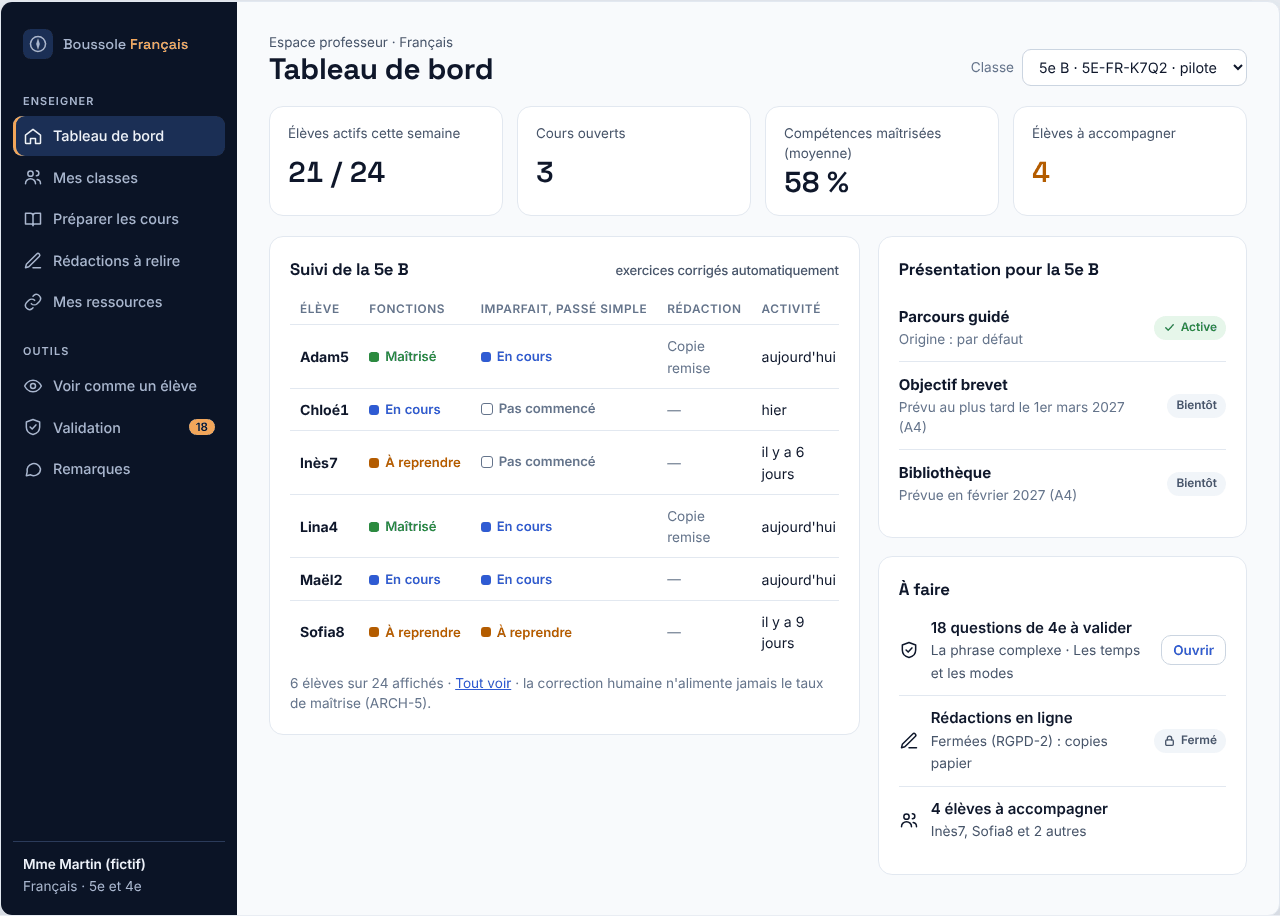 Boussole Français
ENSEIGNER
Tableau de bord
Mes classes
Préparer les cours
Rédactions à relire
Mes ressources
OUTILS
Voir comme un élève
Validation 18
Remarques
Mme Martin (fictif)
Français · 5e et 4e
Espace professeur · Français
Tableau de bord
Classe 5e B · 5E-FR-K7Q2 · pilote
Élèves actifs cette semaine
21 / 24
Cours ouverts
3
Compétences maîtrisées
(moyenne)
58 %
Élèves à accompagner
4
Suivi de la 5e B exercices corrigés automatiquement
ÉLÈVE FONCTIONS IMPARFAIT, PASSÉ SIMPLE RÉDACTION ACTIVITÉ
Adam5 Maîtrisé En cours Copie remise aujourd'hui
Chloé1 En cours Pas commencé — hier
Inès7 À reprendre Pas commencé — il y a 6 jours
Lina4 Maîtrisé En cours Copie remise aujourd'hui
Maël2 En cours En cours — aujourd'hui
Sofia8 À reprendre À reprendre — il y a 9 jours
6 élèves sur 24 affichés · Tout voir · la correction humaine n'alimente jamais le taux
de maîtrise (ARCH-5).
Présentation pour la 5e B
Parcours guidé
Origine : par défaut
Active
Objectif brevet
Prévu au plus tard le 1er mars 2027
(A4)
Bientôt
Bibliothèque
Prévue en février 2027 (A4)
Bientôt
À faire
18 questions de 4e à valider
La phrase complexe · Les temps
et les modes
Ouvrir
Rédactions en ligne
Fermées (RGPD-2) : copies
papier
Fermé
4 élèves à accompagner
Inès7, Sofia8 et 2 autres